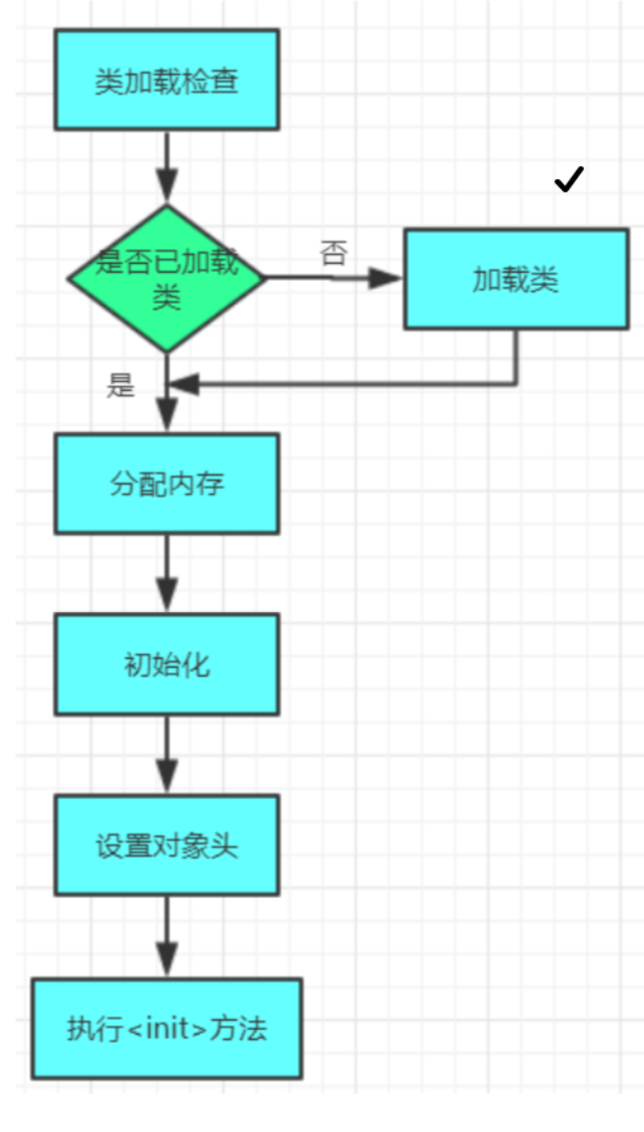 类加载检查
是否已加载
类
否
加载类
是
分配内存
初始化
设置对象头
执行<init>方法